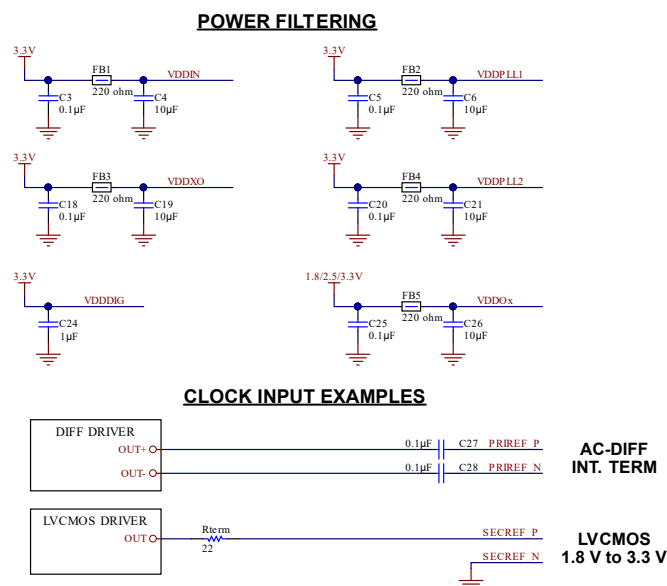 POWER FILTERING
3.3V
FB1
VDDIN
220 ohm
C3
0.1µF
C4
10µF
3.3V
FB2
VDDPLL1
220 ohm
C5
0.1µF
C6
10µF
3.3V
FB3
VDDXO
220 ohm
C18
0.1µF
C19
10µF
3.3V
FB4
VDDPLL2
220 ohm
C20
0.1µF
C21
10µF
3.3V
VDDDIG
C24
1µF
1.8/2.5/3.3V
FB5
VDDOx
220 ohm
C25
0.1µF
C26
10µF
CLOCK INPUT EXAMPLES
DIFF DRIVER
OUT+
0.1µF C27 PRIREF_P
OUT-
0.1µF C28 PRIREF_N
AC-DIFF
INT. TERM
LVCMOS DRIVER
OUT
Rterm
22
SECREF_P
SECREF_N
LVCMOS
1.8 V to 3.3 V